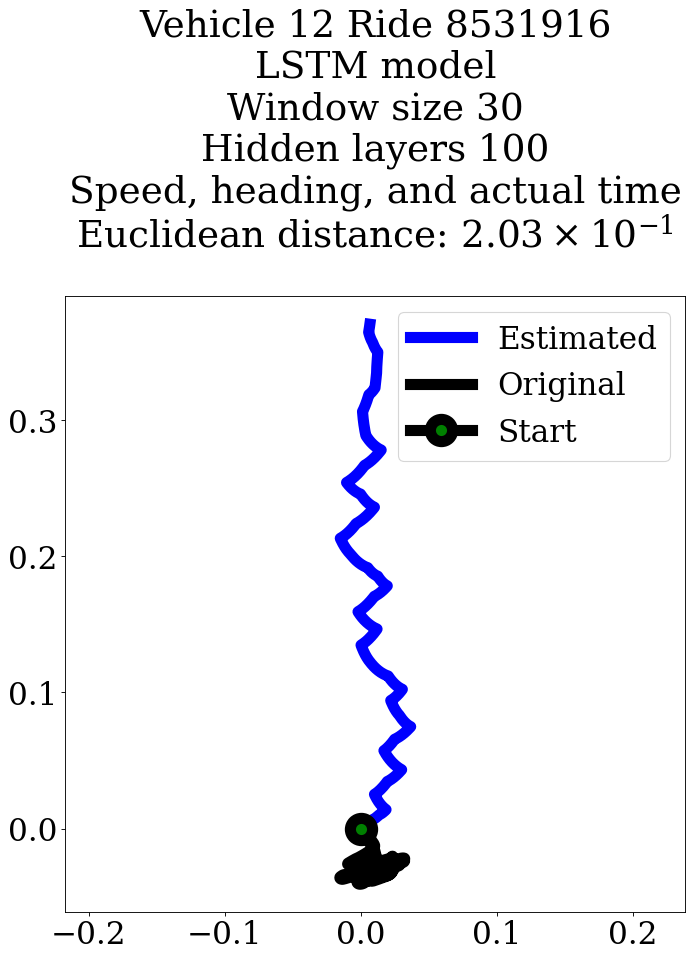 Vehicle 12 Ride 8531916
LSTM model
Window size 30
Hidden layers 100
Speed, heading, and actual time
Euclidean distance: 2.03 × 10⁻¹
Estimated
Original
Start
0.3
0.2
0.1
0.0
−0.2 −0.1 0.0 0.1 0.2